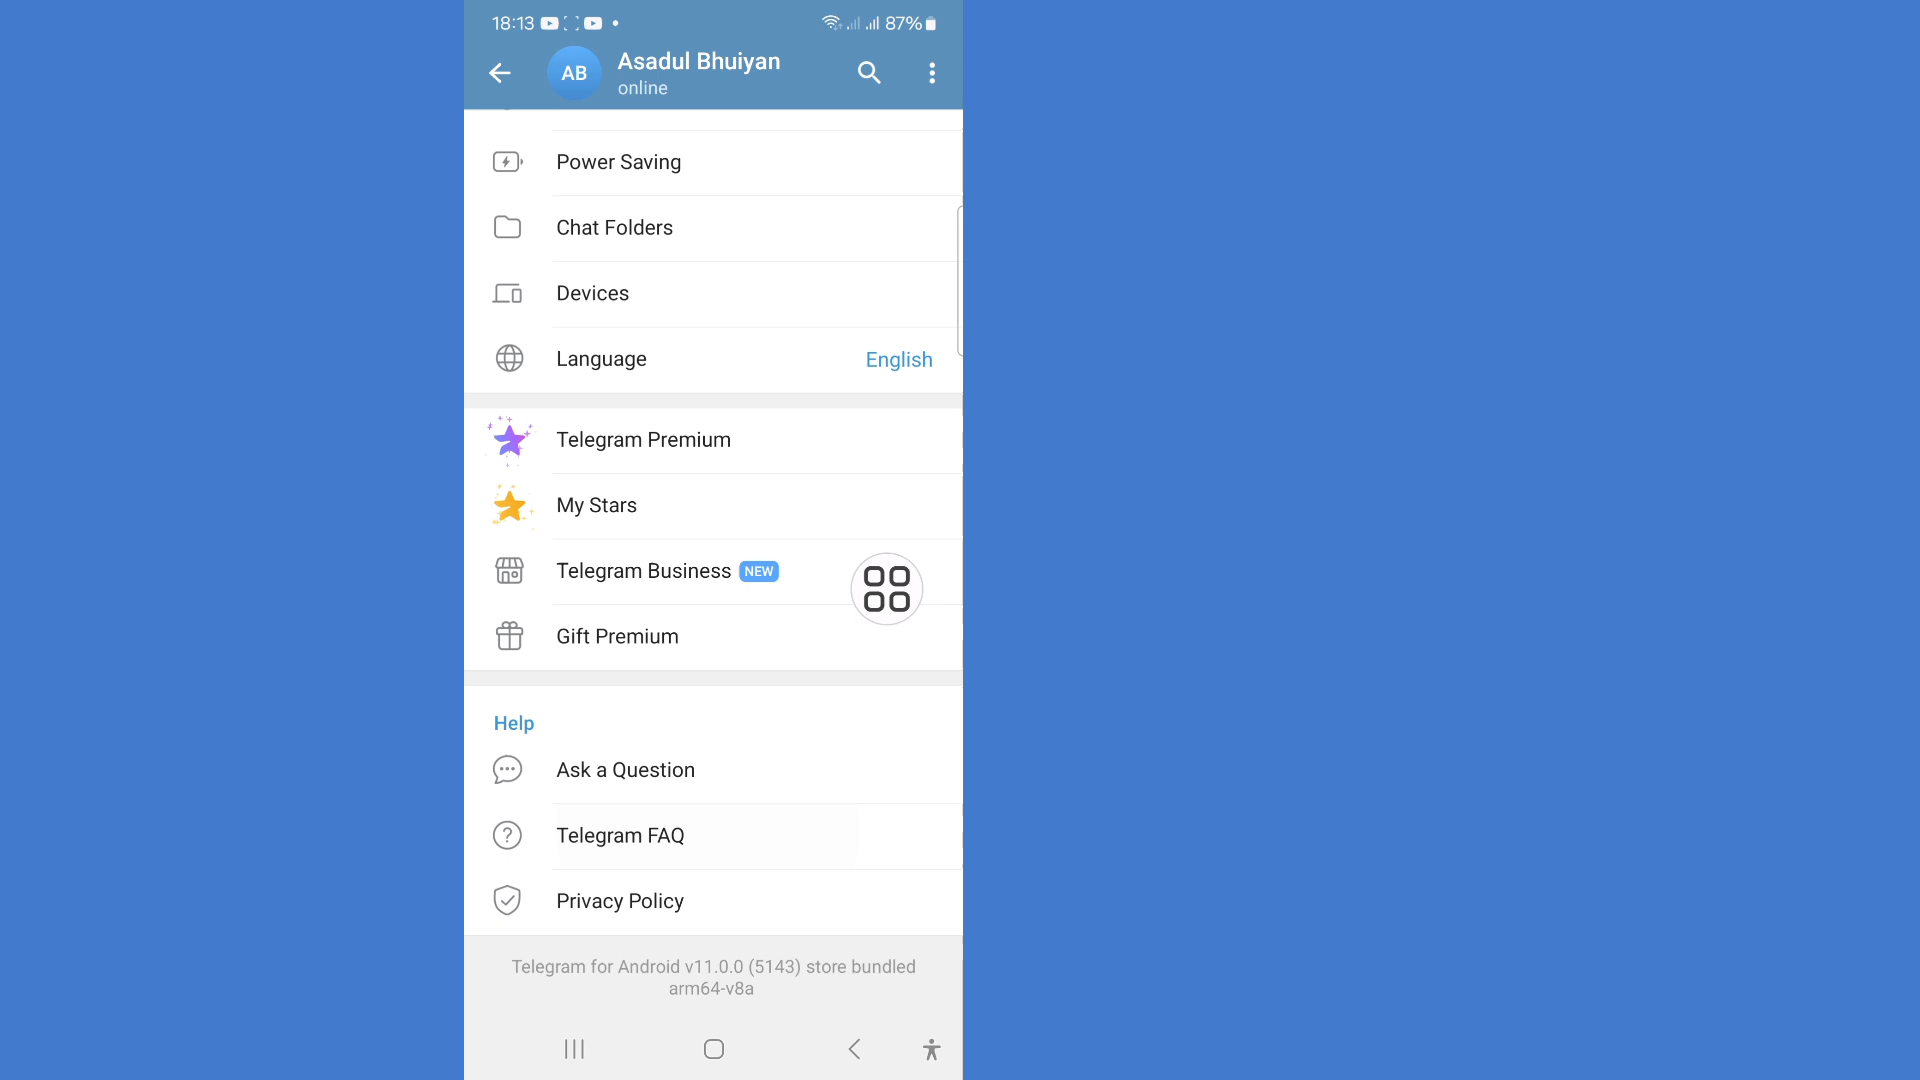 18:13 87%
AB Asadul Bhuiyan
online
Power Saving
Chat Folders
Devices
Language English
Telegram Premium
My Stars
Telegram Business NEW
Gift Premium
Help
Ask a Question
Telegram FAQ
Privacy Policy
Telegram for Android v11.0.0 (5143) store bundled
arm64-v8a